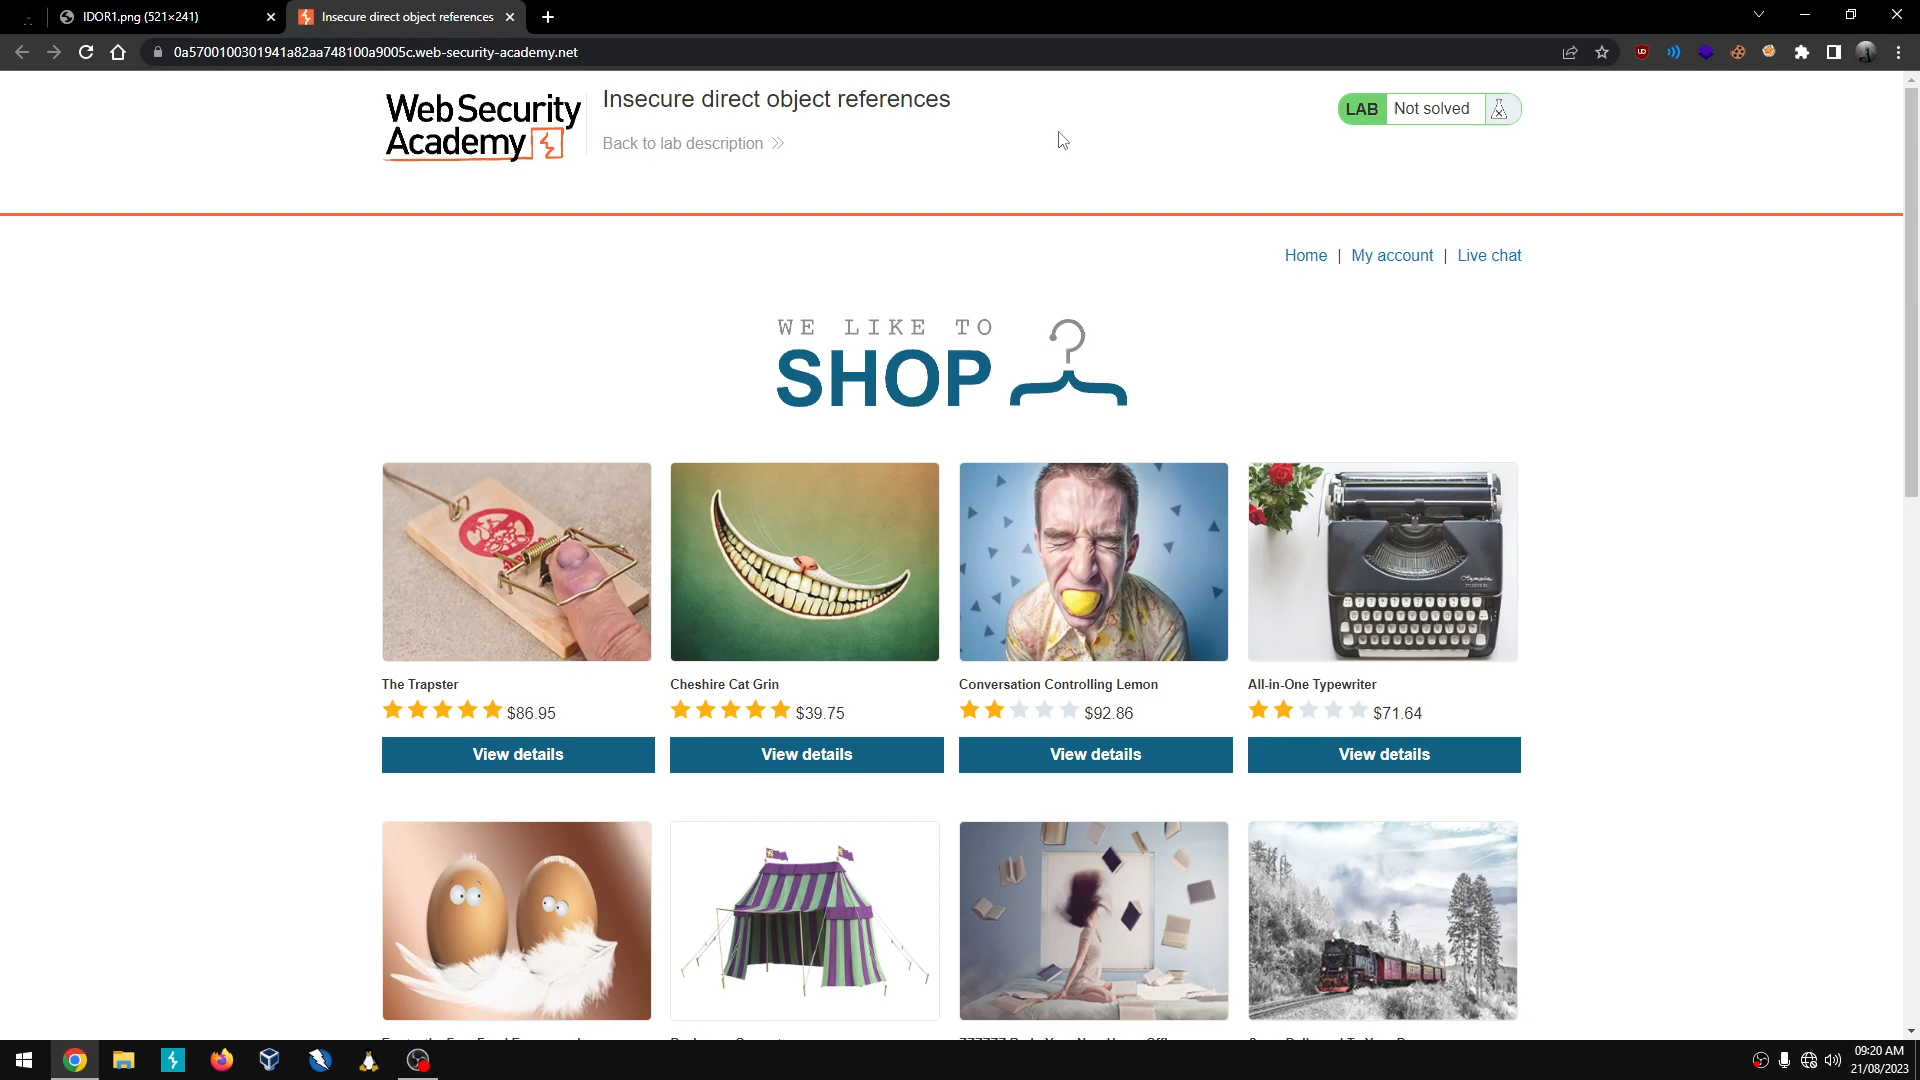 IDOR1.png (521×241)
Insecure direct object references
0a5700100301941a82aa748100a9005c.web-security-academy.net
Web Security
Academy
Insecure direct object references
Back to lab description
LAB Not solved
Home | My account | Live chat
WE LIKE TO
SHOP
The Trapster
$86.95
View details
Cheshire Cat Grin
$39.75
View details
Conversation Controlling Lemon
$92.86
View details
All-in-One Typewriter
$71.64
View details
09:20 AM
21/08/2023